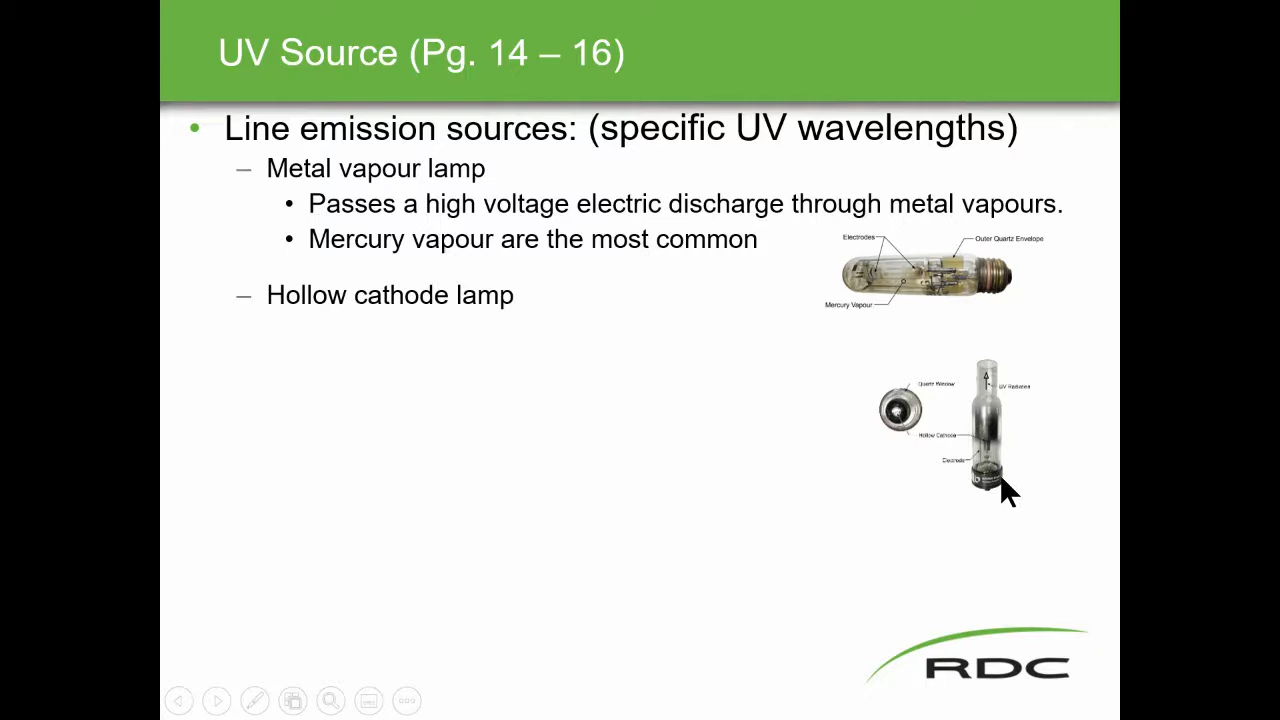 UV Source (Pg. 14 – 16)
• Line emission sources: (specific UV wavelengths)
– Metal vapour lamp
• Passes a high voltage electric discharge through metal vapours.
• Mercury vapour are the most common
Electrodes
Outer Quartz Envelope
Mercury Vapour
– Hollow cathode lamp
Quartz Window
UV Radiation
Hollow Cathode
Electrode
RDC